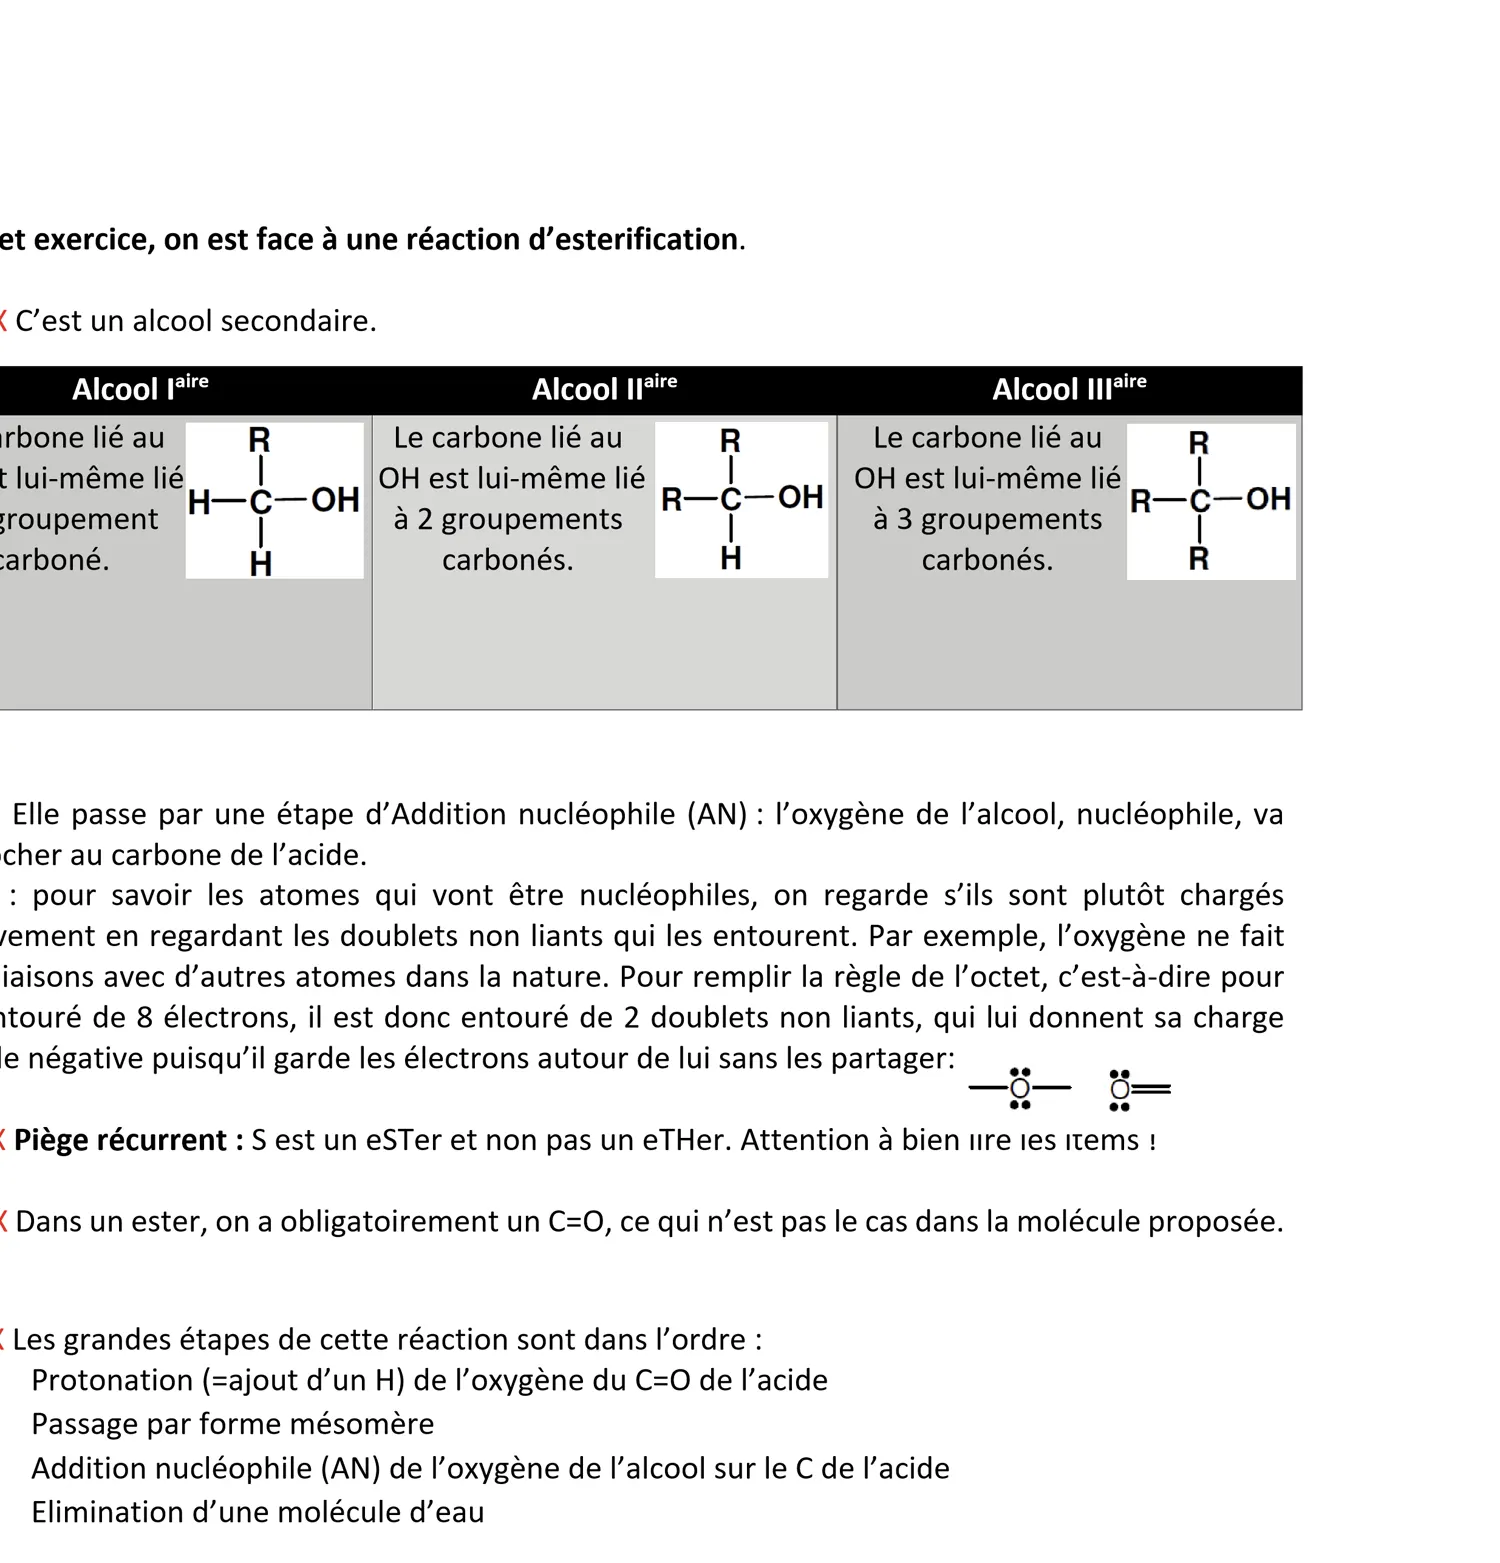 et exercice, on est face à une réaction d’esterification.
X C’est un alcool secondaire.
Alcool Iaire Alcool IIaire Alcool IIIaire
rbone lié au
t lui-même lié
groupement
carboné.
R
H—C—OH
H
Le carbone lié au
OH est lui-même lié
à 2 groupements
carbonés.
R
R—C—OH
H
Le carbone lié au
OH est lui-même lié
à 3 groupements
carbonés.
R
R—C—OH
R
Elle passe par une étape d’Addition nucléophile (AN) : l’oxygène de l’alcool, nucléophile, va
ocher au carbone de l’acide.
: pour savoir les atomes qui vont être nucléophiles, on regarde s’ils sont plutôt chargés
vement en regardant les doublets non liants qui les entourent. Par exemple, l’oxygène ne fait
iaisons avec d’autres atomes dans la nature. Pour remplir la règle de l’octet, c’est-à-dire pour
ntouré de 8 électrons, il est donc entouré de 2 doublets non liants, qui lui donnent sa charge
le négative puisqu’il garde les électrons autour de lui sans les partager:
—O— O=
X Piège récurrent : S est un eSTer et non pas un eTHer. Attention à bien lire les items !
X Dans un ester, on a obligatoirement un C=O, ce qui n’est pas le cas dans la molécule proposée.
X Les grandes étapes de cette réaction sont dans l’ordre :
Protonation (=ajout d’un H) de l’oxygène du C=O de l’acide
Passage par forme mésomère
Addition nucléophile (AN) de l’oxygène de l’alcool sur le C de l’acide
Elimination d’une molécule d’eau